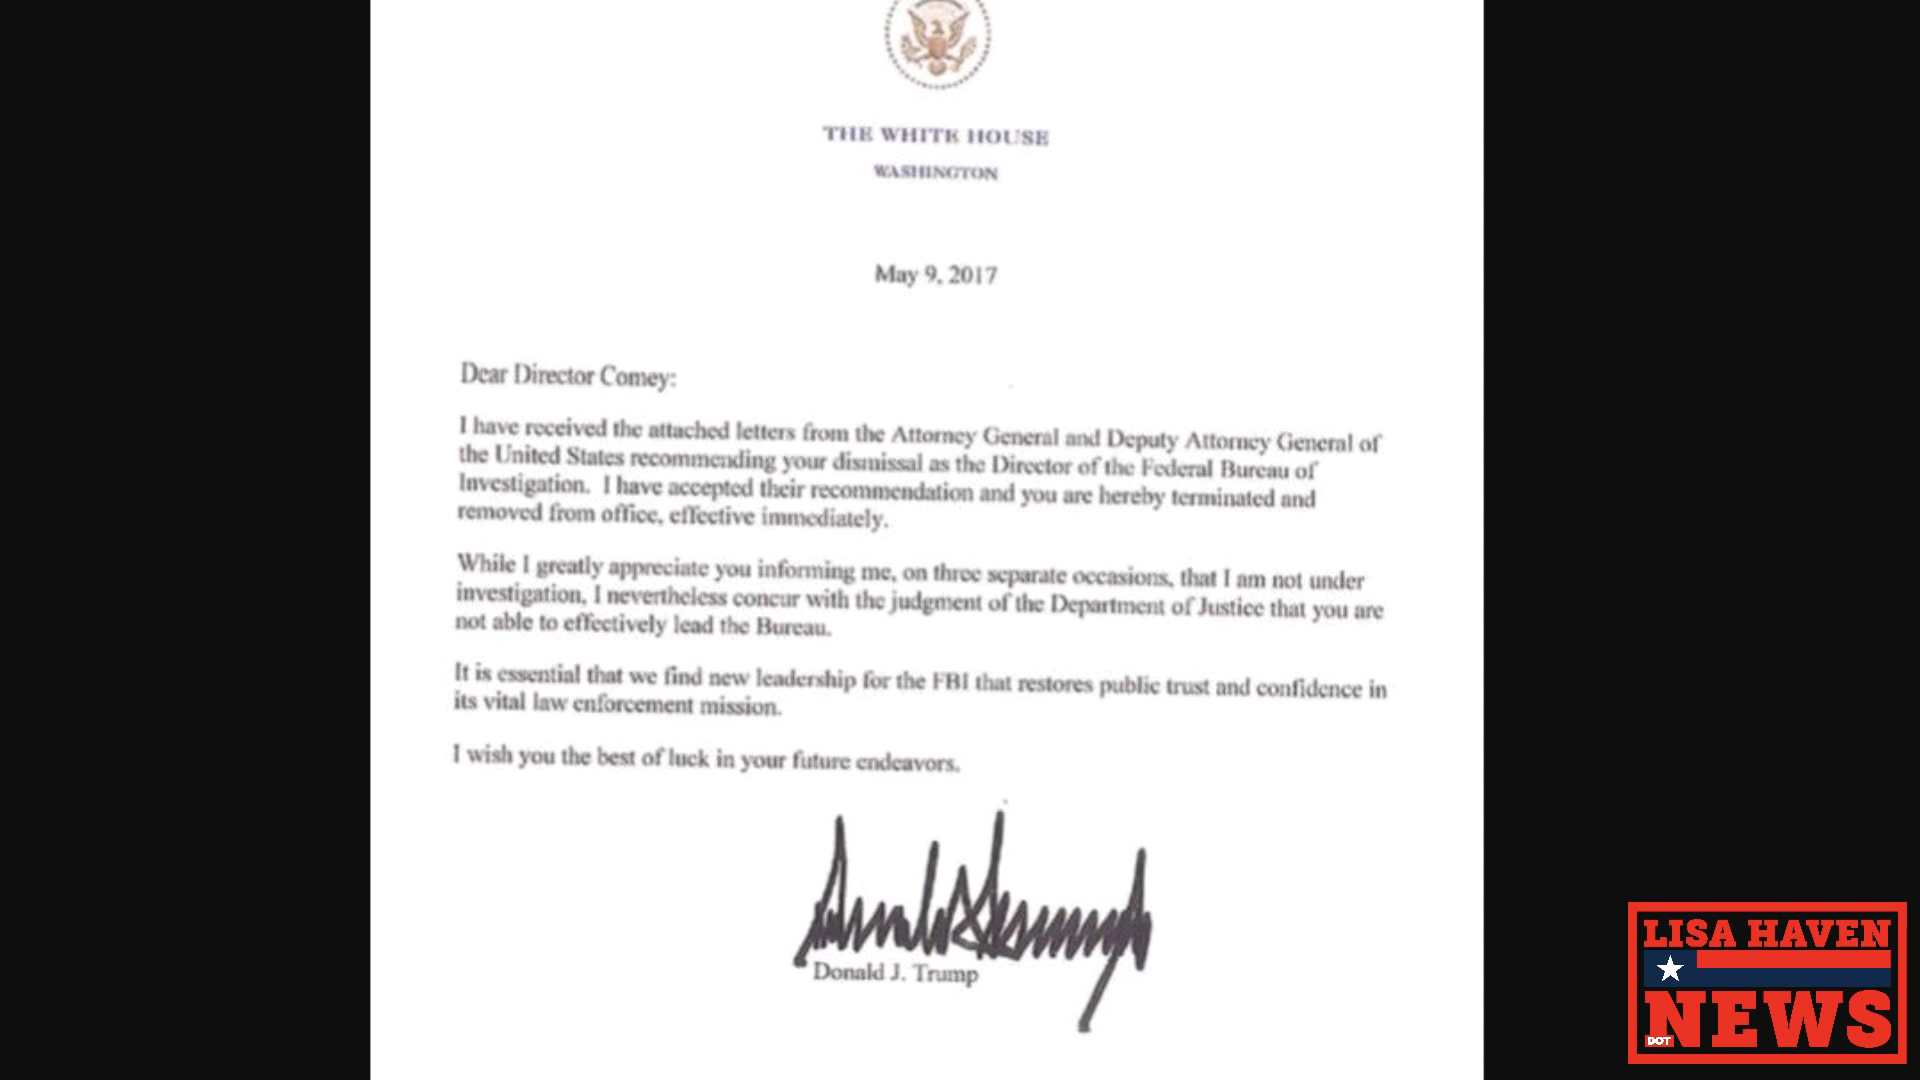 THE WHITE HOUSE
WASHINGTON
May 9, 2017
Dear Director Comey:
I have received the attached letters from the Attorney General and Deputy Attorney General of
the United States recommending your dismissal as the Director of the Federal Bureau of
Investigation.  I have accepted their recommendation and you are hereby terminated and
removed from office, effective immediately.
While I greatly appreciate you informing me, on three separate occasions, that I am not under
investigation, I nevertheless concur with the judgment of the Department of Justice that you are
not able to effectively lead the Bureau.
It is essential that we find new leadership for the FBI that restores public trust and confidence in
its vital law enforcement mission.
I wish you the best of luck in your future endeavors.
Donald J. Trump
LISA HAVEN
DOT NEWS